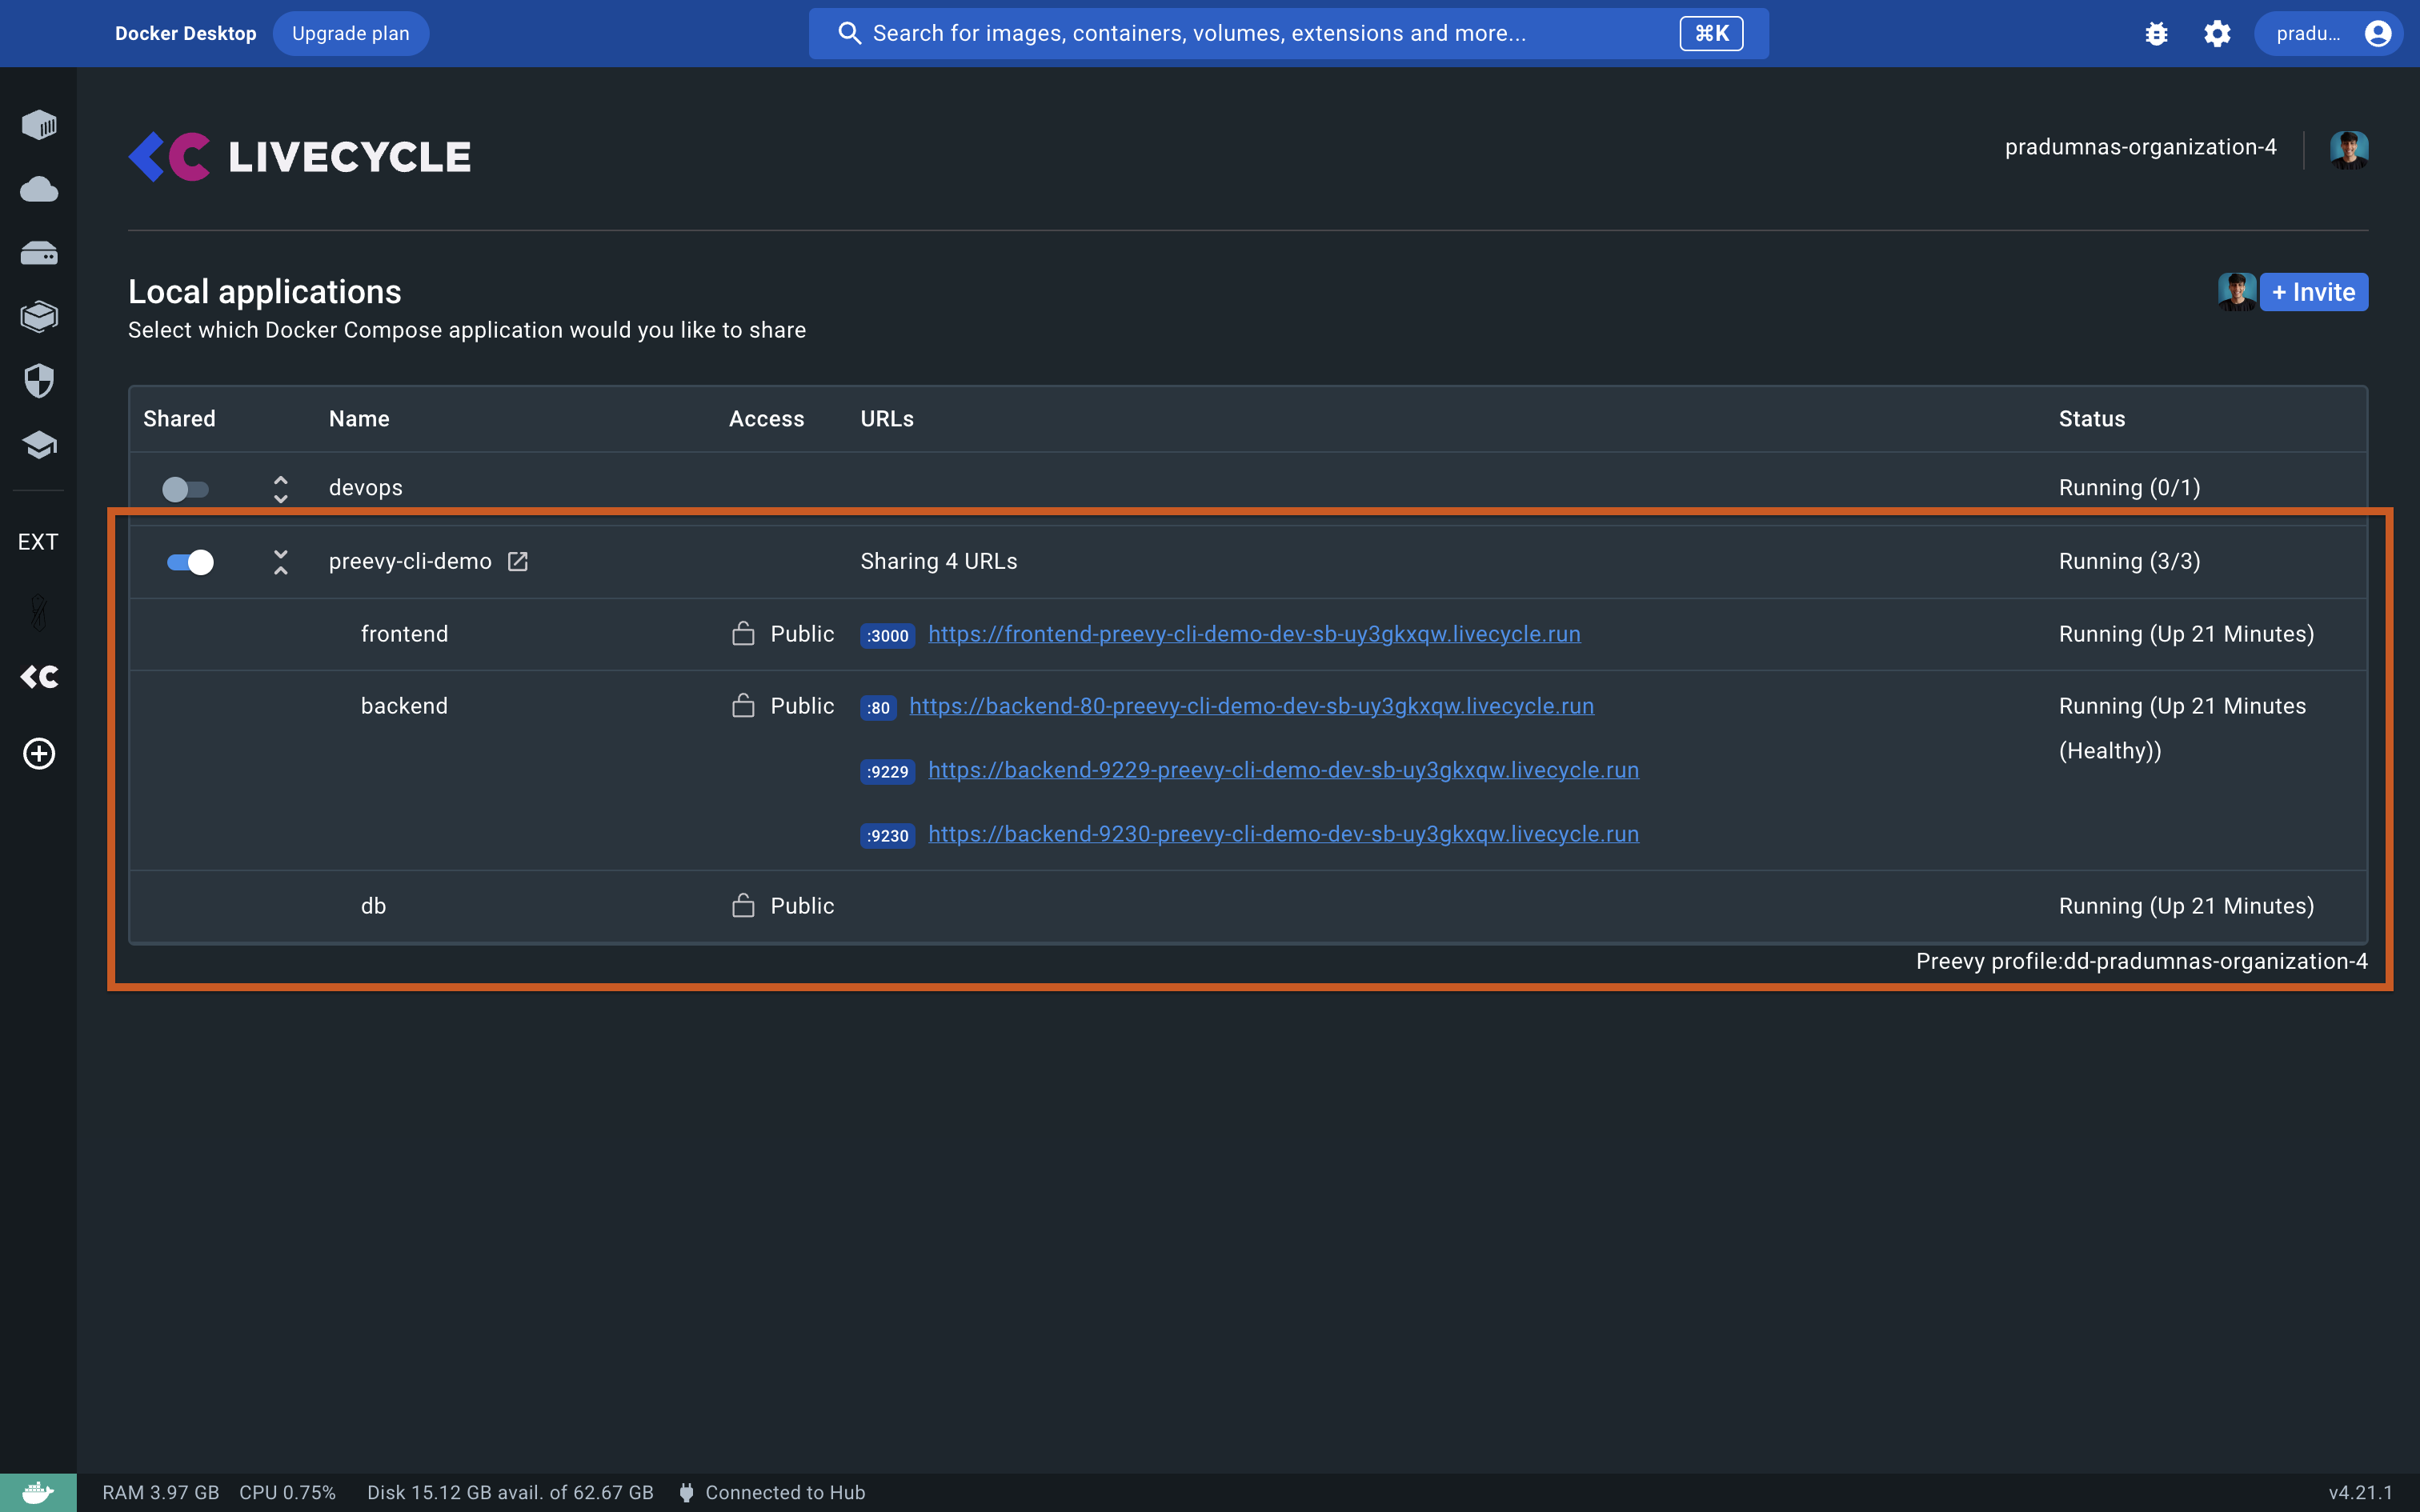 Docker Desktop Upgrade plan Search for images, containers, volumes, extensions and more... ⌘K pradu...
LIVECYCLE
pradumnas-organization-4
Local applications
+ Invite
Select which Docker Compose application would you like to share
Shared Name Access URLs Status
devops Running (0/1)
EXT
preevy-cli-demo Sharing 4 URLs Running (3/3)
frontend Public :3000 https://frontend-preevy-cli-demo-dev-sb-uy3gkxqw.livecycle.run Running (Up 21 Minutes)
backend Public :80 https://backend-80-preevy-cli-demo-dev-sb-uy3gkxqw.livecycle.run Running (Up 21 Minutes
(Healthy))
:9229 https://backend-9229-preevy-cli-demo-dev-sb-uy3gkxqw.livecycle.run
:9230 https://backend-9230-preevy-cli-demo-dev-sb-uy3gkxqw.livecycle.run
db Public Running (Up 21 Minutes)
Preevy profile:dd-pradumnas-organization-4
RAM 3.97 GB CPU 0.75% Disk 15.12 GB avail. of 62.67 GB Connected to Hub v4.21.1